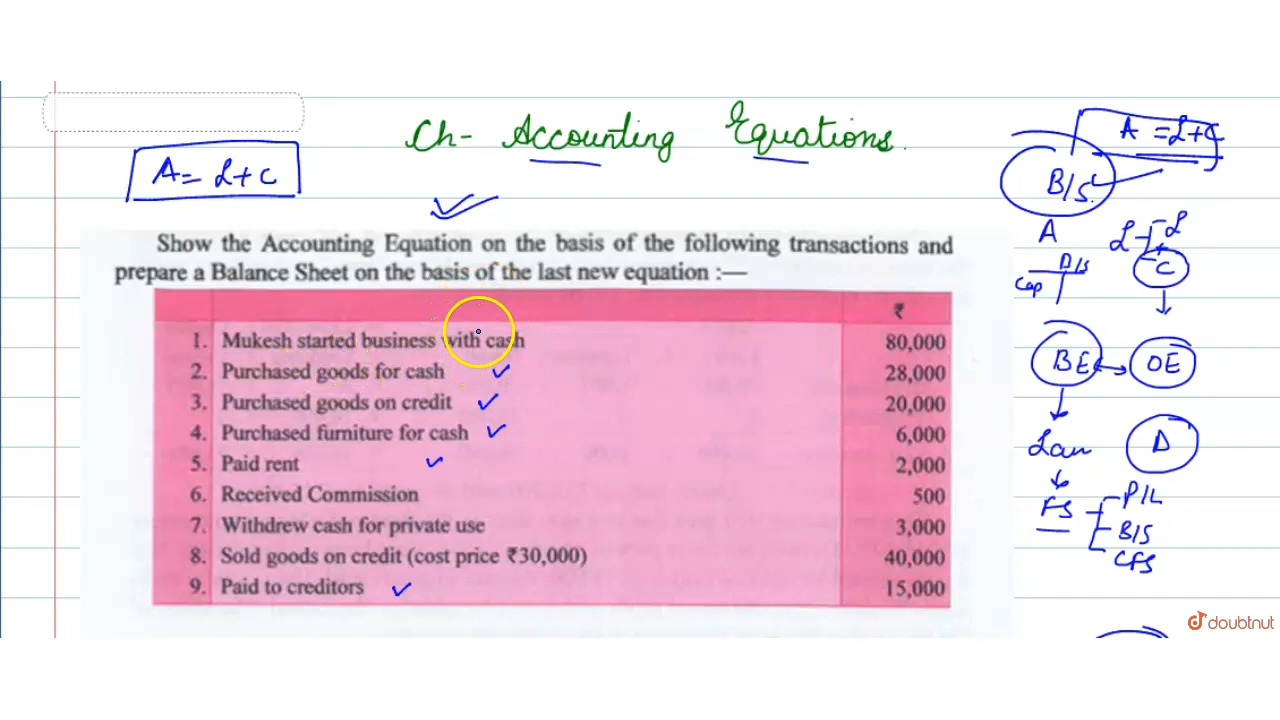 Ch- Accounting Equations.
A = L+C
A = L+C
B/S
Show the Accounting Equation on the basis of the following transactions and
prepare a Balance Sheet on the basis of the last new equation :—
₹
1. Mukesh started business with cash 80,000
2. Purchased goods for cash 28,000
3. Purchased goods on credit 20,000
4. Purchased furniture for cash 6,000
5. Paid rent 2,000
6. Received Commission 500
7. Withdrew cash for private use 3,000
8. Sold goods on credit (cost price ₹30,000) 40,000
9. Paid to creditors 15,000
A L L
C
Cap
BE OE
D
FS P/L
B/S
CFS
doubtnut